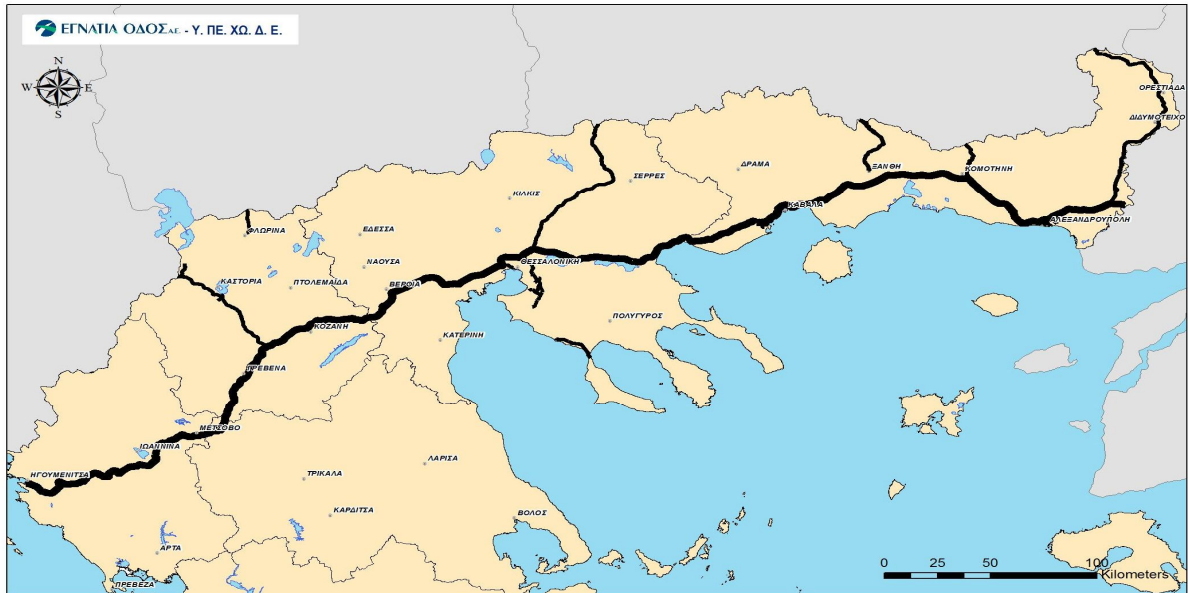 ΕΓΝΑΤΙΑ ΟΔΟΣ Α.Ε. - Υ. ΠΕ. ΧΩ. Δ. Ε.
N
W E
S
ΟΡΕΣΤΙΑΔΑ
ΔΙΔΥΜΟΤΕΙΧΟ
ΔΡΑΜΑ
ΞΑΝΘΗ
ΚΟΜΟΤΗΝΗ
ΣΕΡΡΕΣ
ΚΙΛΚΙΣ
ΚΑΒΑΛΑ
ΑΛΕΞΑΝΔΡΟΥΠΟΛΗ
ΦΛΩΡΙΝΑ
ΕΔΕΣΣΑ
ΝΑΟΥΣΑ
ΘΕΣΣΑΛΟΝΙΚΗ
ΚΑΣΤΟΡΙΑ
ΠΤΟΛΕΜΑΪΔΑ
ΒΕΡΟΙΑ
ΠΟΛΥΓΥΡΟΣ
ΚΟΖΑΝΗ
ΚΑΤΕΡΙΝΗ
ΓΡΕΒΕΝΑ
ΜΕΤΣΟΒΟ
ΙΩΑΝΝΙΝΑ
ΛΑΡΙΣΑ
ΗΓΟΥΜΕΝΙΤΣΑ
ΤΡΙΚΑΛΑ
ΚΑΡΔΙΤΣΑ
ΒΟΛΟΣ
ΑΡΤΑ
ΠΡΕΒΕΖΑ
0 25 50 100
Kilometers